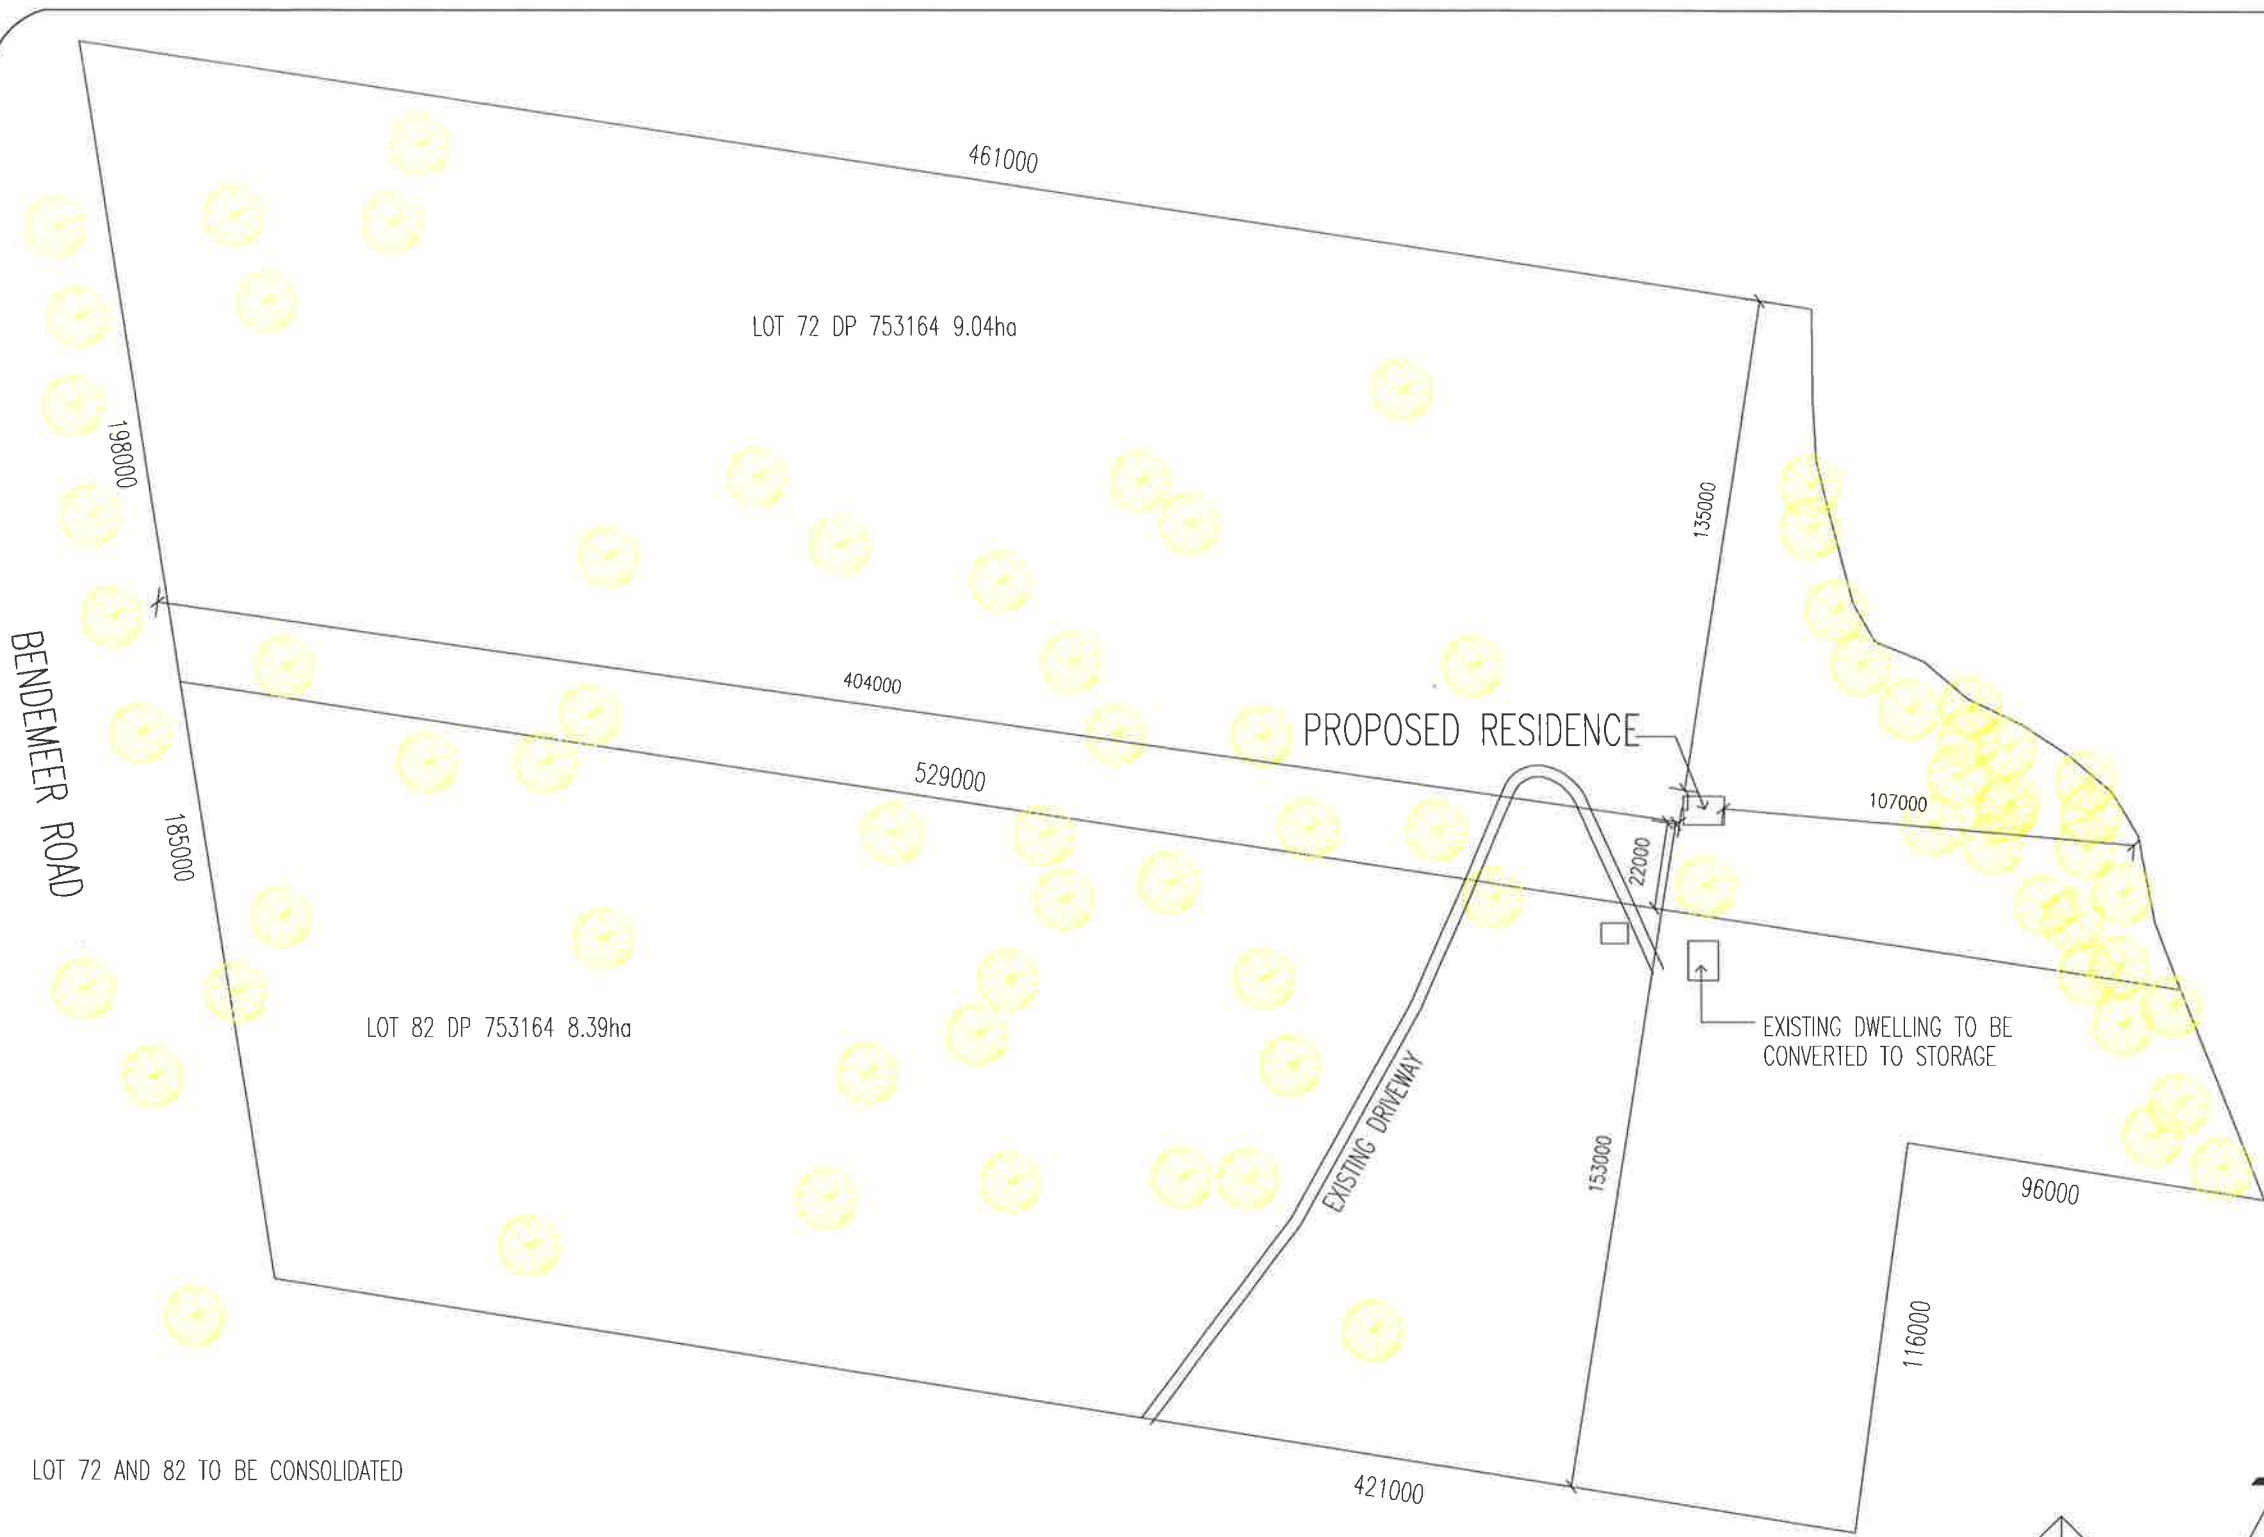 461000
LOT 72 DP 753164 9.04ha
198000
135000
404000
PROPOSED RESIDENCE
529000
107000
BENDEMEER ROAD
185000
22000
LOT 82 DP 753164 8.39ha
EXISTING DWELLING TO BE
CONVERTED TO STORAGE
EXISTING DRIVEWAY
153000
96000
116000
LOT 72 AND 82 TO BE CONSOLIDATED
421000